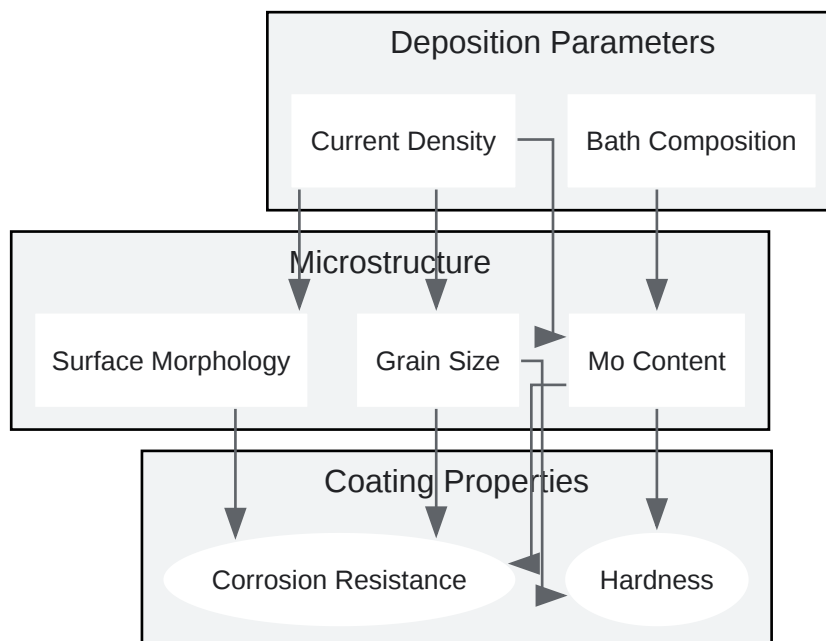 Deposition Parameters
Current Density
Bath Composition
Microstructure
Surface Morphology
Grain Size
Mo Content
Coating Properties
Corrosion Resistance
Hardness